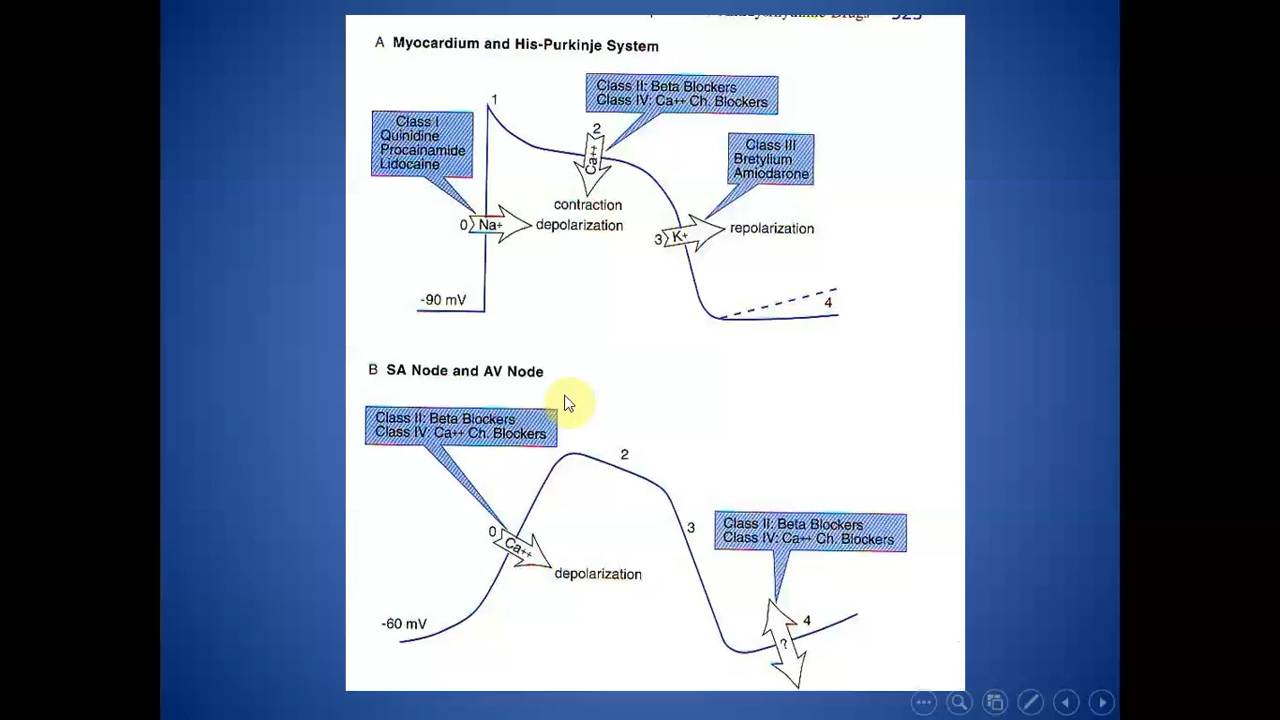 A Myocardium and His-Purkinje System
Class II: Beta Blockers
Class IV: Ca++ Ch. Blockers
1
Class I
Quinidine
Procainamide
Lidocaine
2
Ca++
Class III
Bretylium
Amiodarone
contraction
0 Na+ depolarization
3 K+ repolarization
-90 mV
4
B SA Node and AV Node
Class II: Beta Blockers
Class IV: Ca++ Ch. Blockers
2
0
Ca++
3
Class II: Beta Blockers
Class IV: Ca++ Ch. Blockers
depolarization
-60 mV
4
?